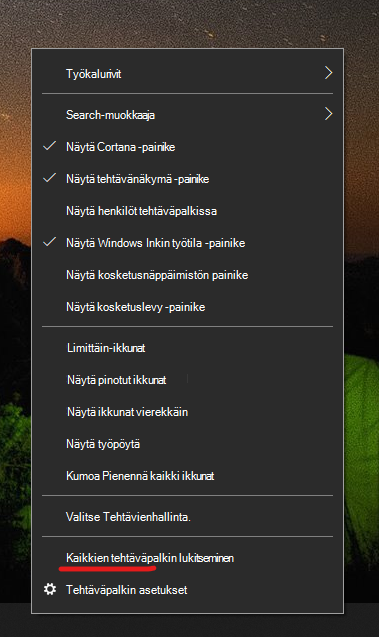 Työkalurivit
Search-muokkaaja
Näytä Cortana -painike
Näytä tehtävänäkymä -painike
Näytä henkilöt tehtäväpalkissa
Näytä Windows Inkin työtila -painike
Näytä kosketusnäppäimistön painike
Näytä kosketuslevy -painike
Limittäin-ikkunat
Näytä pinotut ikkunat
Näytä ikkunat vierekkäin
Näytä työpöytä
Kumoa Pienennä kaikki ikkunat
Valitse Tehtävienhallinta.
Kaikkien tehtäväpalkin lukitseminen
Tehtäväpalkin asetukset